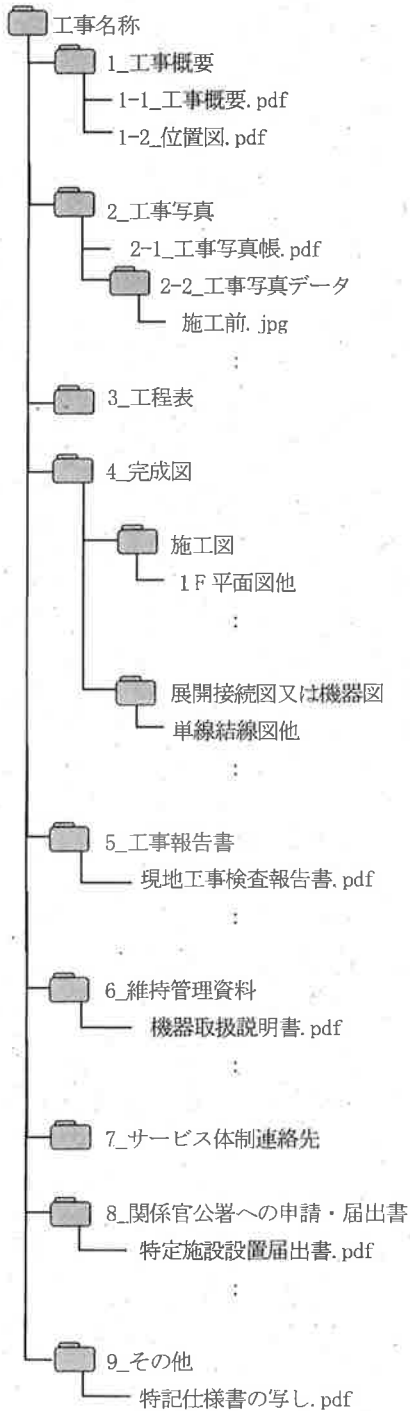 工事名称
1_工事概要
1-1_工事概要.pdf
1-2_位置図.pdf
2_工事写真
2-1_工事写真帳.pdf
2-2_工事写真データ
施工前.jpg
:
3_工程表
4_完成図
施工図
1F平面図他
:
展開接続図又は機器図
単線結線図他
:
5_工事報告書
現地工事検査報告書.pdf
:
6_維持管理資料
機器取扱説明書.pdf
:
7_サービス体制連絡先
8_関係官公署への申請・届出書
特定施設設置届出書.pdf
:
9_その他
特記仕様書の写し.pdf